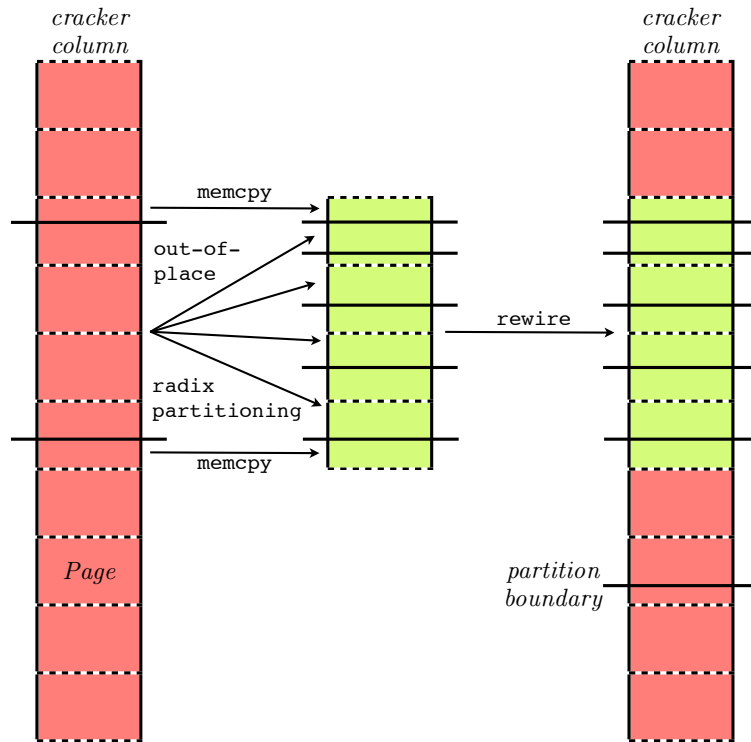 cracker
column
cracker
column
memcpy
out-of-
place
rewire
radix
partitioning
memcpy
Page
partition
boundary